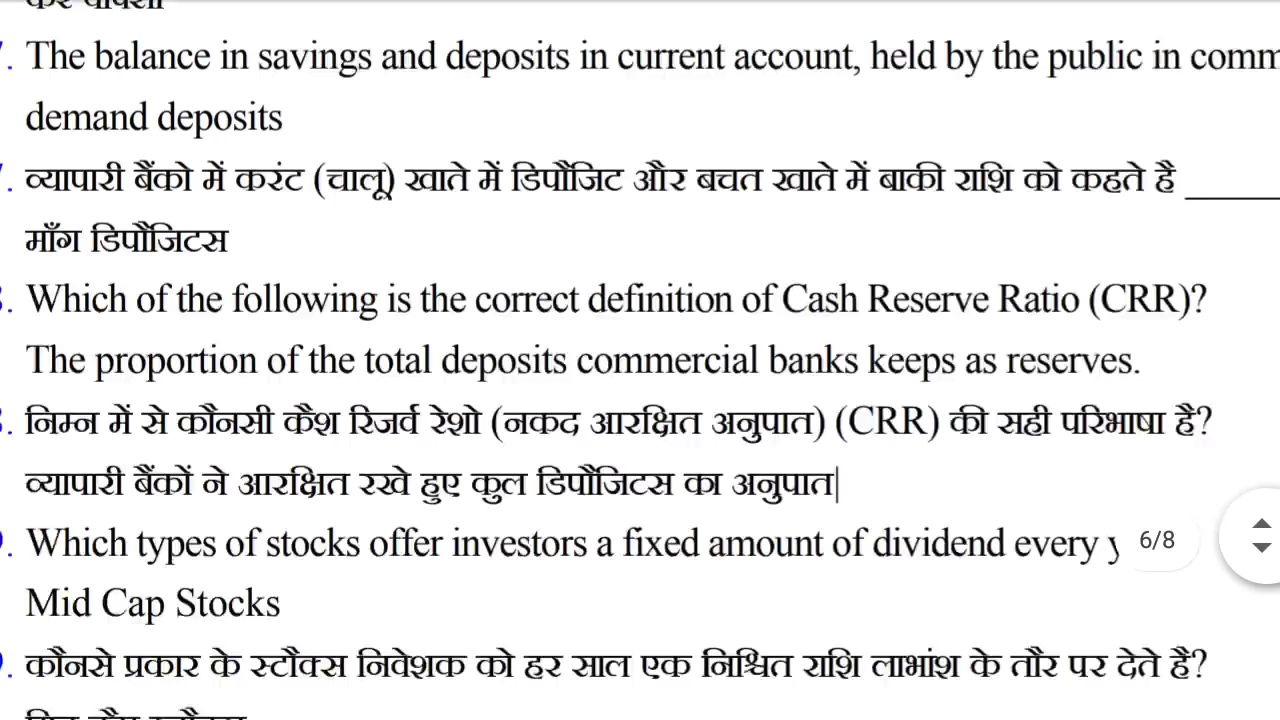 . The balance in savings and deposits in current account, held by the public in
demand deposits
. व्यापारी बैंको में करंट (चालू) खाते में डिपौंजिट और बचत खाते में बाकी राशि को कहते है ______
माँग डिपौंजिटस
. Which of the following is the correct definition of Cash Reserve Ratio (CRR)?
The proportion of the total deposits commercial banks keeps as reserves.
. निम्न में से कौनसी कैश रिजर्व रेशो (नकद आरक्षित अनुपात) (CRR) की सही परिभाषा है?
व्यापारी बैंकों ने आरक्षित रखे हुए कुल डिपौंजिटस का अनुपात|
. Which types of stocks offer investors a fixed amount of dividend every
6/8
Mid Cap Stocks
. कौनसे प्रकार के स्टौक्स निवेशक को हर साल एक निश्चित राशि लाभांश के तौर पर देते है?